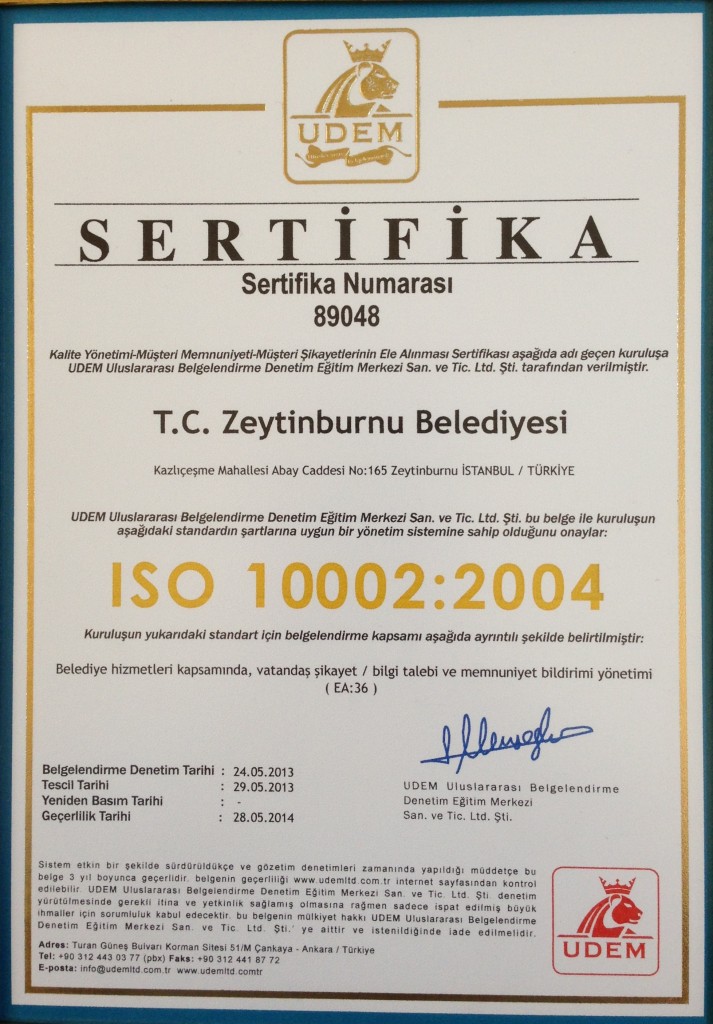 UDEM
SERTİFİKA
Sertifika Numarası
89048
Kalite Yönetimi-Müşteri Memnuniyeti-Müşteri Şikayetlerinin Ele Alınması Sertifikası aşağıda adı geçen kuruluşa
UDEM Uluslararası Belgelendirme Denetim Eğitim Merkezi San. ve Tic. Ltd. Şti. tarafından verilmiştir.
T.C. Zeytinburnu Belediyesi
Kazlıçeşme Mahallesi Abay Caddesi No:165 Zeytinburnu İSTANBUL / TÜRKİYE
UDEM Uluslararası Belgelendirme Denetim Eğitim Merkezi San. ve Tic. Ltd. Şti. bu belge ile kuruluşun
aşağıdaki standardın şartlarına uygun bir yönetim sistemine sahip olduğunu onaylar:
ISO 10002:2004
Kuruluşun yukarıdaki standart için belgelendirme kapsamı aşağıda ayrıntılı şekilde belirtilmiştir:
Belediye hizmetleri kapsamında, vatandaş şikayet / bilgi talebi ve memnuniyet bildirimi yönetimi
( EA:36 )
Belgelendirme Denetim Tarihi : 24.05.2013
Tescil Tarihi : 29.05.2013
Yeniden Basım Tarihi : -
Geçerlilik Tarihi : 28.05.2014
UDEM Uluslararası Belgelendirme
Denetim Eğitim Merkezi
San. ve Tic. Ltd. Şti.
Sistem etkin bir şekilde sürdürüldükçe ve gözetim denetimleri zamanında yapıldığı müddetçe bu
belge 3 yıl boyunca geçerlidir. belgenin geçerliliği www.udemltd.com.tr internet sayfasından kontrol
edilebilir. UDEM Uluslararası Belgelendirme Denetim Eğitim Merkezi San. ve Tic. Ltd. Şti. denetim
yürütülmesinde gerekli itina ve yetkinlik sağlamış olmasına rağmen sadece ispat edilmiş büyük
ihmaller için sorumluluk kabul edecektir. bu belgenin mülkiyet hakkı UDEM Uluslararası Belgelendirme
Denetim Eğitim Merkezi San. ve Tic. Ltd. Şti.' ye aittir ve istenildiğinde iade edilmelidir.
Adres: Turan Güneş Bulvarı Korman Sitesi 51/M Çankaya - Ankara / Türkiye
Tel: +90 312 443 03 77 (pbx) Faks: +90 312 441 87 72
E-posta: info@udemltd.com.tr www.udemltd.comtr
UDEM